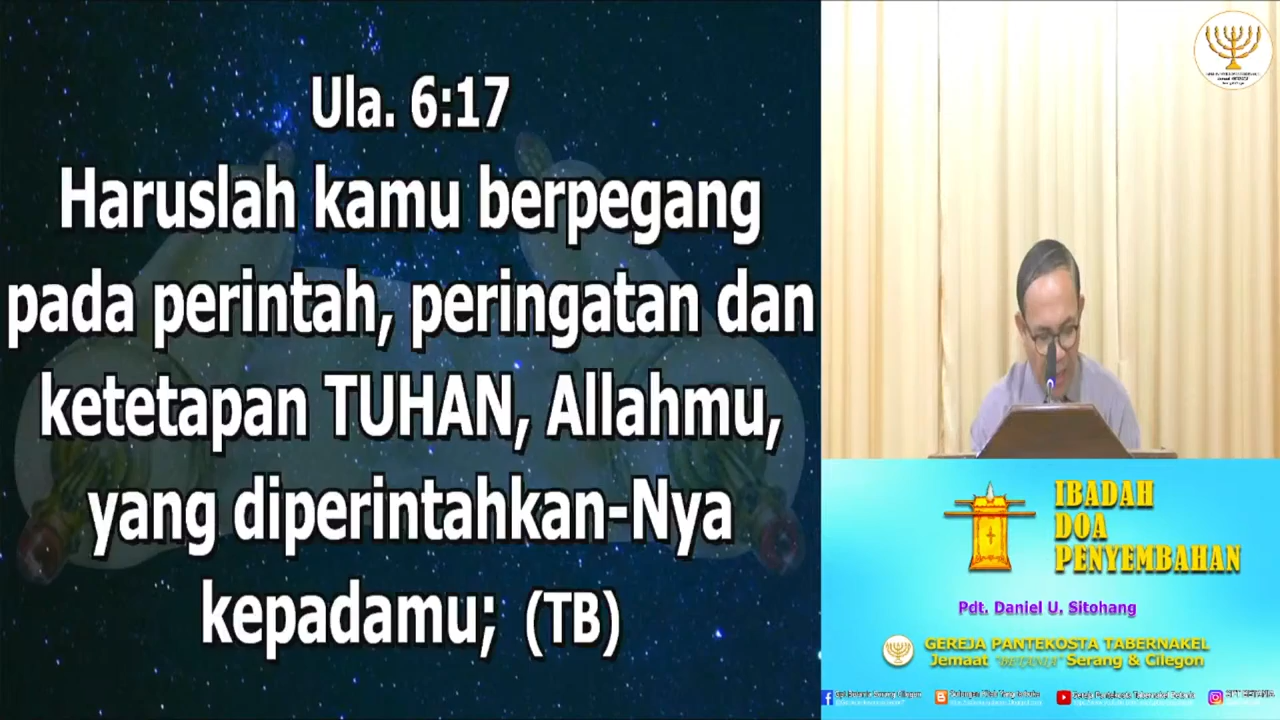 Ula. 6:17
Haruslah kamu berpegang
pada perintah, peringatan dan
ketetapan TUHAN, Allahmu,
yang diperintahkan-Nya
kepadamu; (TB)
IBADAH
DOA
PENYEMBAHAN
Pdt. Daniel U. Sitohang
GEREJA PANTEKOSTA TABERNAKEL
Jemaat "BETANIA" Serang & Cilegon